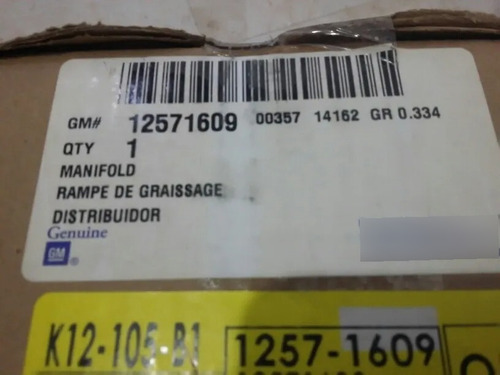 GM# 12571609 00357 14162 GR 0.334
QTY 1
MANIFOLD
RAMPE DE GRAISSAGE
DISTRIBUIDOR
Genuine
GM ®
K12-105-B1 1257-1609